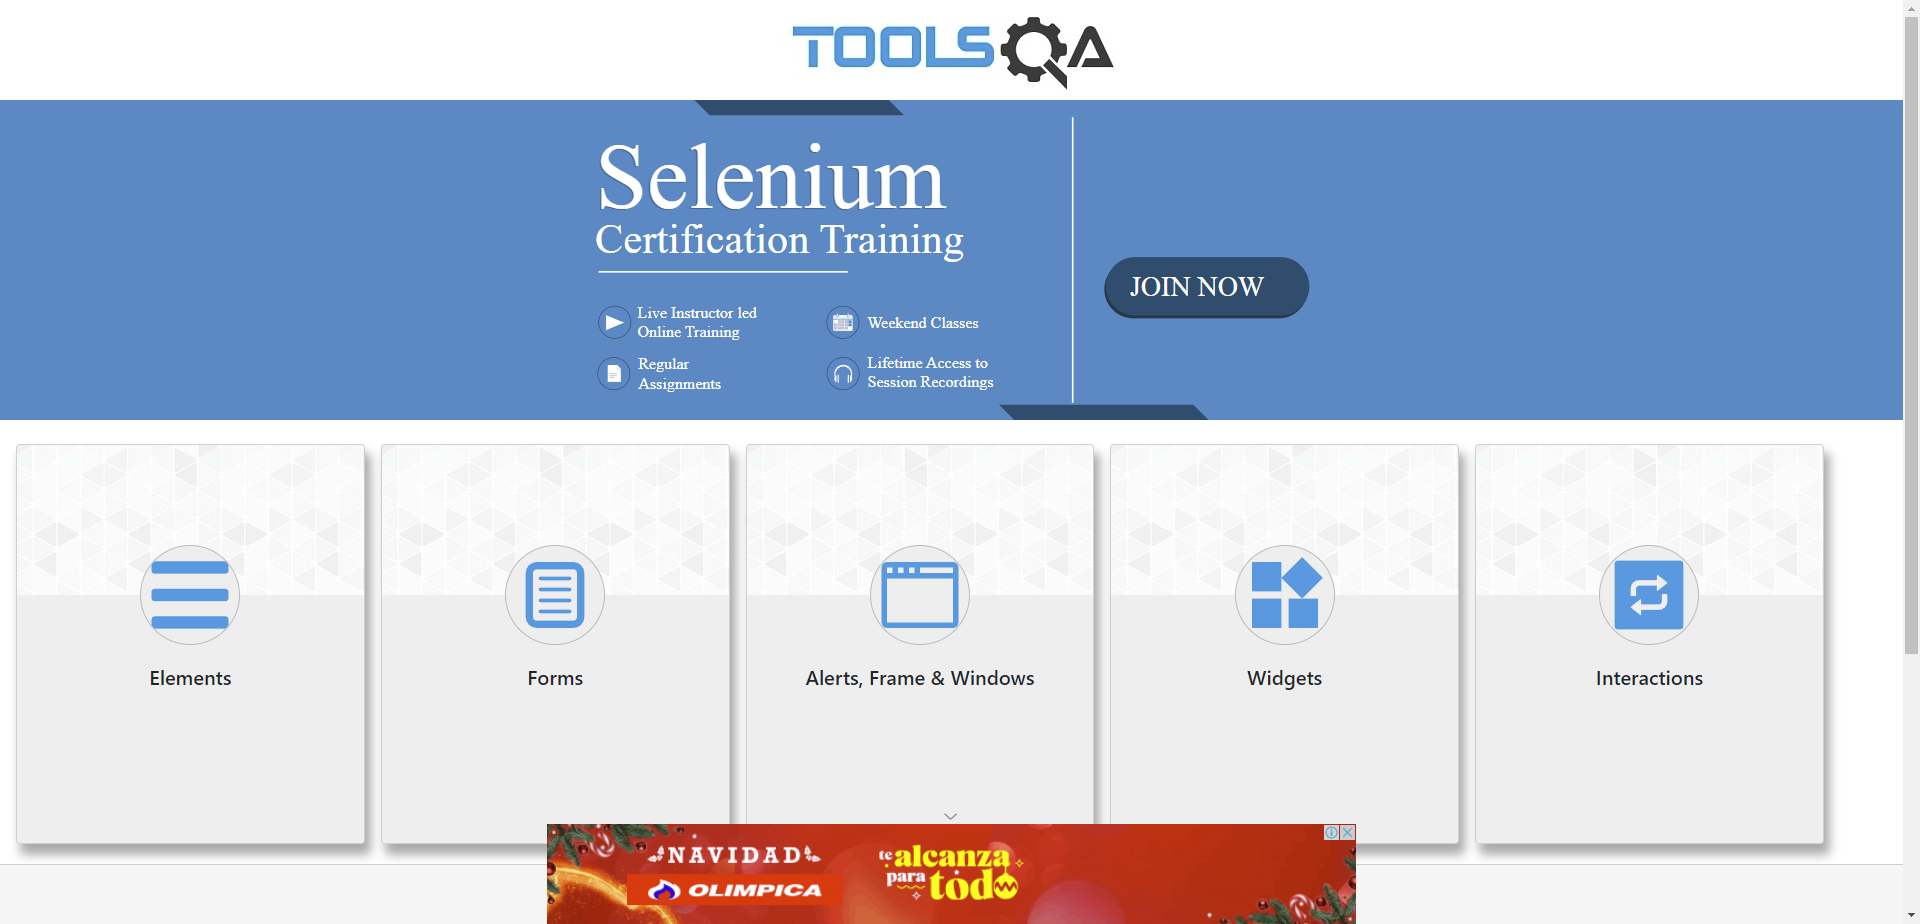 TOOLSQA
Selenium
Certification Training
Live Instructor led
Online Training
Weekend Classes
Regular
Assignments
Lifetime Access to
Session Recordings
JOIN NOW
Elements
Forms
Alerts, Frame & Windows
Widgets
Interactions
NAVIDAD
OLIMPICA
te
alcanza
para
todo